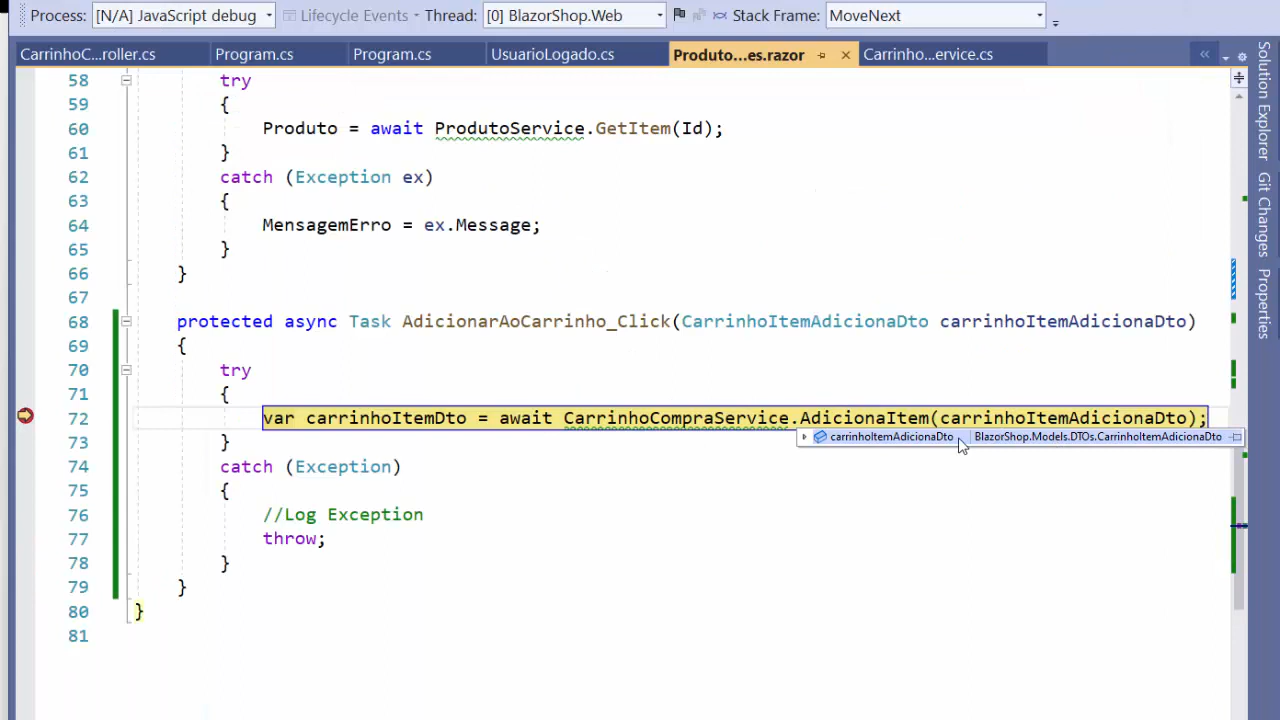 Process: [N/A] JavaScript debug Lifecycle Events Thread: [0] BlazorShop.Web Stack Frame: MoveNext
CarrinhoC...roller.cs Program.cs Program.cs UsuarioLogado.cs Produto...es.razor Carrinho...ervice.cs
58 try
59 {
60 Produto = await ProdutoService.GetItem(Id);
61 }
62 catch (Exception ex)
63 {
64 MensagemErro = ex.Message;
65 }
66 }
67
68 protected async Task AdicionarAoCarrinho_Click(CarrinhoItemAdicionaDto carrinhoItemAdicionaDto)
69 {
70 try
71 {
72 var carrinhoItemDto = await CarrinhoCompraService.AdicionaItem(carrinhoItemAdicionaDto);
carrinhoItemAdicionaDto BlazorShop.Models.DTOs.CarrinhoItemAdicionaDto
73 }
74 catch (Exception)
75 {
76 //Log Exception
77 throw;
78 }
79 }
80 }
81
Solution Explorer
Git Changes
Properties